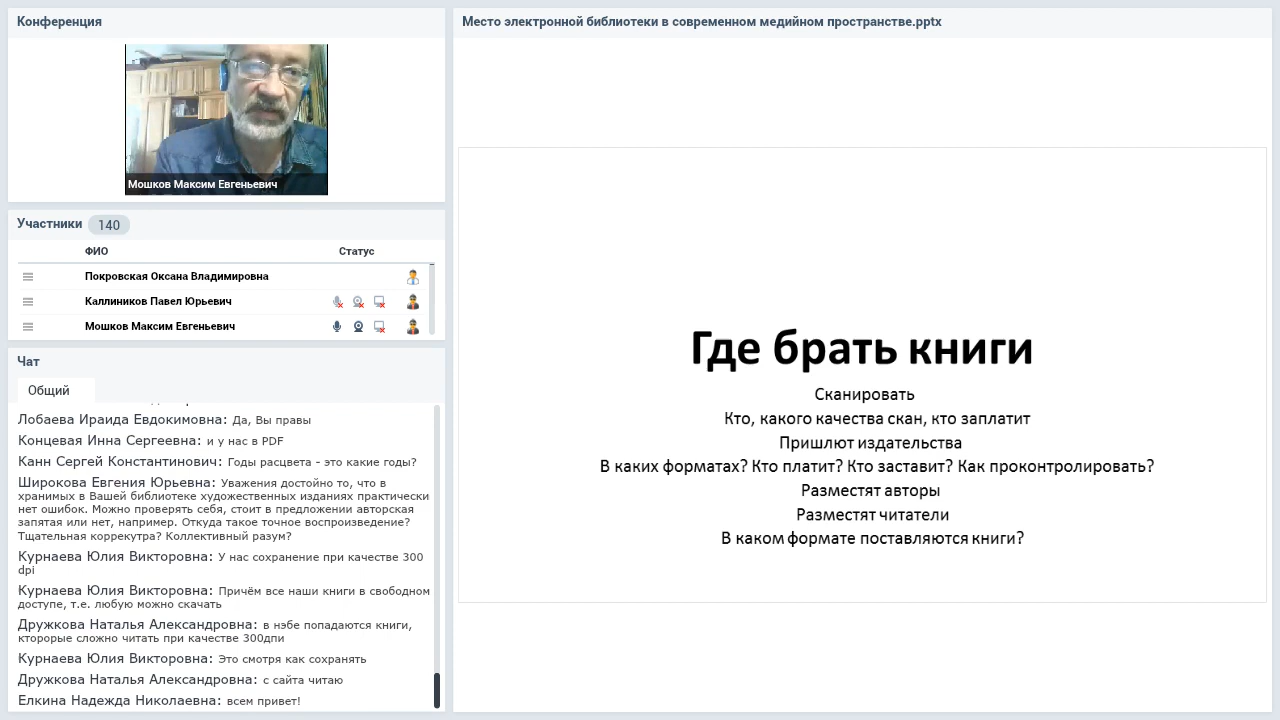 Конференция
Мошков Максим Евгеньевич
Участники 140
ФИО Статус
Покровская Оксана Владимировна
Каллиников Павел Юрьевич
Мошков Максим Евгеньевич
Чат
Общий
Лобаева Ираида Евдокимовна: Да, Вы правы
Концевая Инна Сергеевна: и у нас в PDF
Канн Сергей Константинович: Годы расцвета - это какие годы?
Широкова Евгения Юрьевна: Уважения достойно то, что в
хранимых в Вашей библиотеке художественных изданиях практически
нет ошибок. Можно проверять себя, стоит в предложении авторская
запятая или нет, например. Откуда такое точное воспроизведение?
Тщательная коррекутра? Коллективный разум?
Курнаева Юлия Викторовна: У нас сохранение при качестве 300
dpi
Курнаева Юлия Викторовна: Причём все наши книги в свободном
доступе, т.е. любую можно скачать
Дружкова Наталья Александровна: в нэбе попадаются книги,
кторорые сложно читать при качестве 300дпи
Курнаева Юлия Викторовна: Это смотря как сохранять
Дружкова Наталья Александровна: с сайта читаю
Елкина Надежда Николаевна: всем привет!
Место электронной библиотеки в современном медийном пространстве.pptx
Где брать книги
Сканировать
Кто, какого качества скан, кто заплатит
Пришлют издательства
В каких форматах? Кто платит? Кто заставит? Как проконтролировать?
Разместят авторы
Разместят читатели
В каком формате поставляются книги?